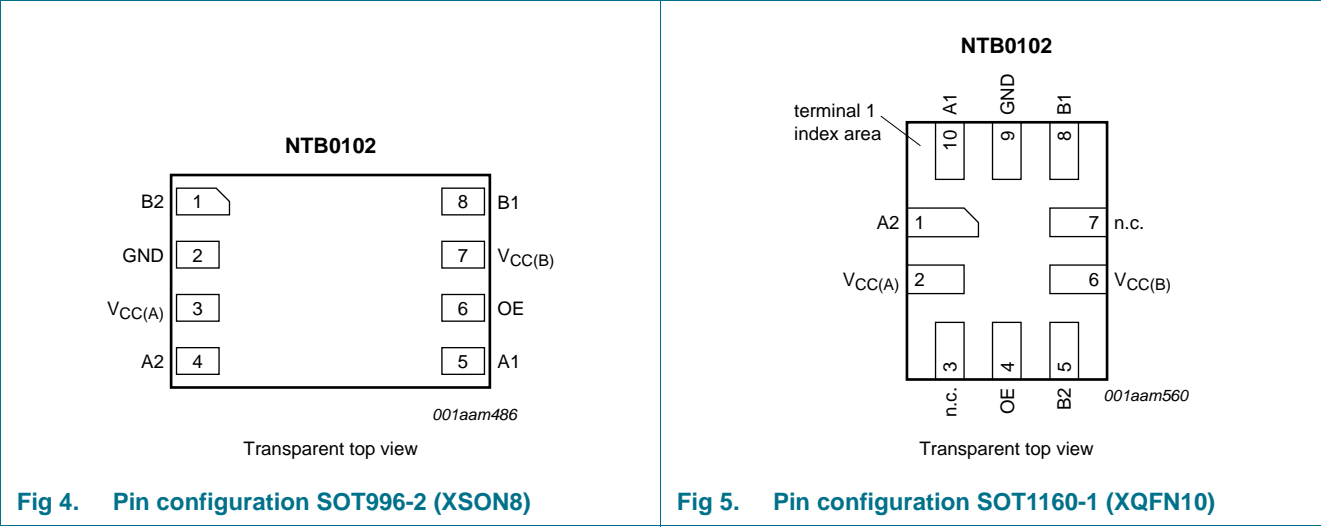 NTB0102
B2 1
8 B1
GND 2
7 VCC(B)
VCC(A) 3
6 OE
A2 4
5 A1
001aam486
Transparent top view
Fig 4. Pin configuration SOT996-2 (XSON8)
NTB0102
terminal 1
index area
A1
GND
B1
10
9
8
A2 1
7 n.c.
VCC(A) 2
6 VCC(B)
3
4
5
n.c.
OE
B2
001aam560
Transparent top view
Fig 5. Pin configuration SOT1160-1 (XQFN10)